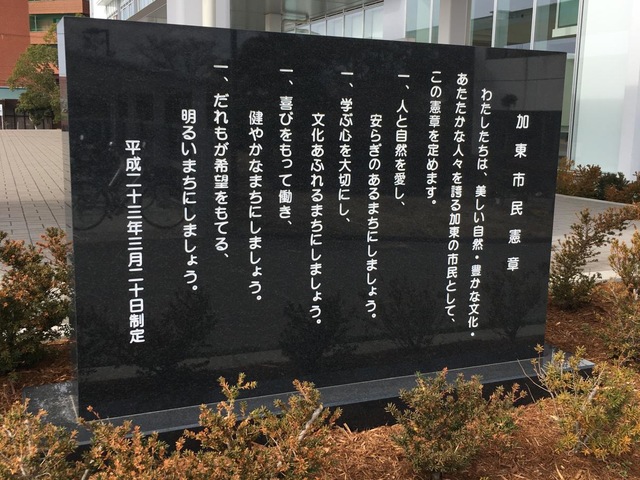 加東市民憲章
わたしたちは、美しい自然・豊かな文化・
あたたかな人々を誇る加東の市民として、
この憲章を定めます。
一、人と自然を愛し、
安らぎのあるまちにしましょう。
一、学ぶ心を大切にし、
文化あふれるまちにしましょう。
一、喜びをもって働き、
健やかなまちにしましょう。
一、だれもが希望をもてる、
明るいまちにしましょう。
平成二十三年三月二十日制定